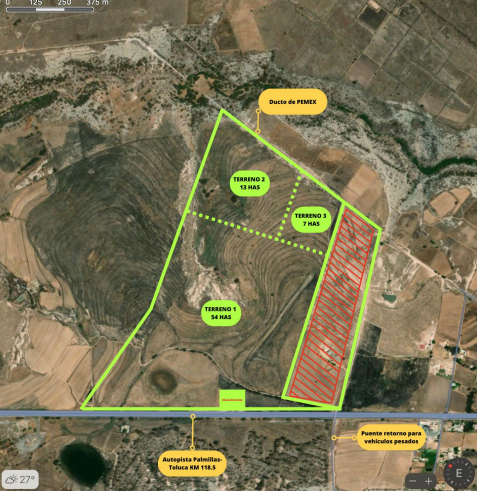 0 125 250 375 m
Ducto de PEMEX
TERRENO 2
13 HAS
TERRENO 3
7 HAS
TERRENO 1
54 HAS
Puente retorno para
vehículos pesados
Autopista Palmillas-
Toluca KM 118.5
27°
E